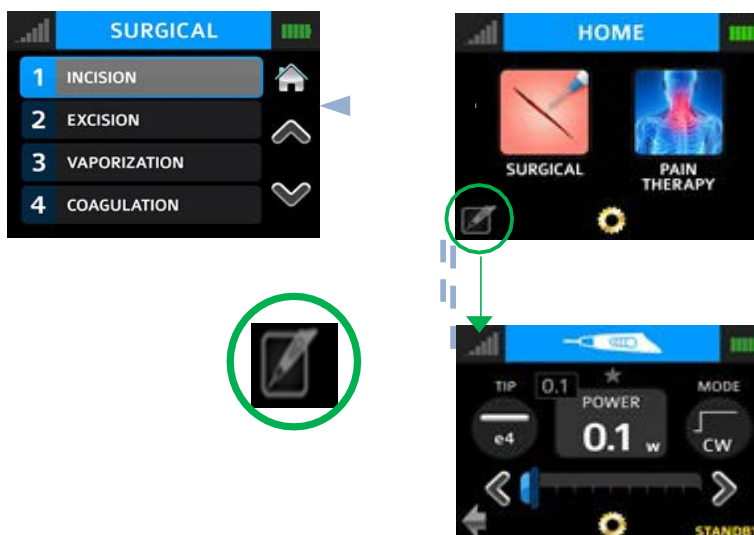 SURGICAL
1 INCISION
2 EXCISION
3 VAPORIZATION
4 COAGULATION
HOME
SURGICAL
PAIN
THERAPY
TIP
0.1
MODE
POWER
e4
0.1 w
CW
STANDBY